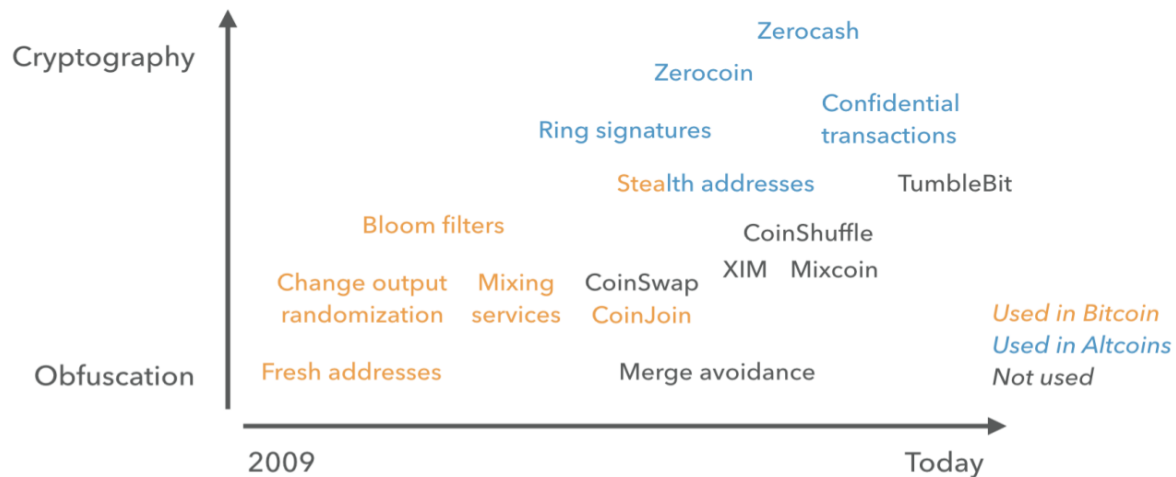 Zerocash
Cryptography
Zerocoin
Confidential
transactions
Ring signatures
Stealth addresses
TumbleBit
Bloom filters
CoinShuffle
XIM
Mixcoin
Change output
randomization
Mixing
services
CoinSwap
CoinJoin
Used in Bitcoin
Used in Altcoins
Not used
Obfuscation
Fresh addresses
Merge avoidance
2009
Today